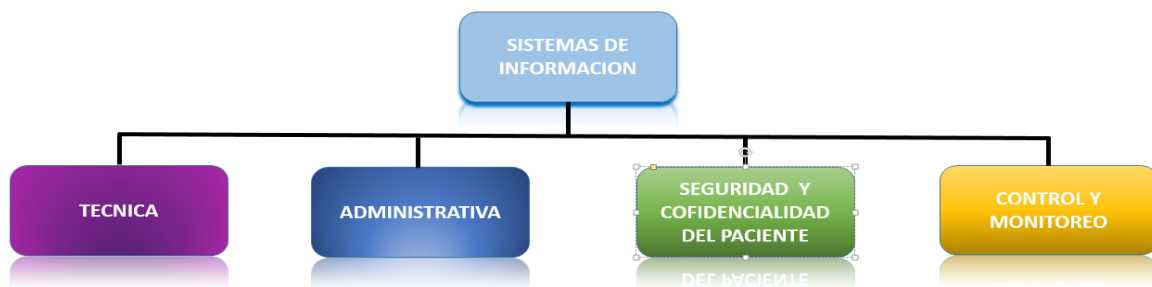 SISTEMAS DE
INFORMACION
TECNICA
ADMINISTRATIVA
SEGURIDAD Y
COFIDENCIALIDAD
DEL PACIENTE
CONTROL Y
MONITOREO